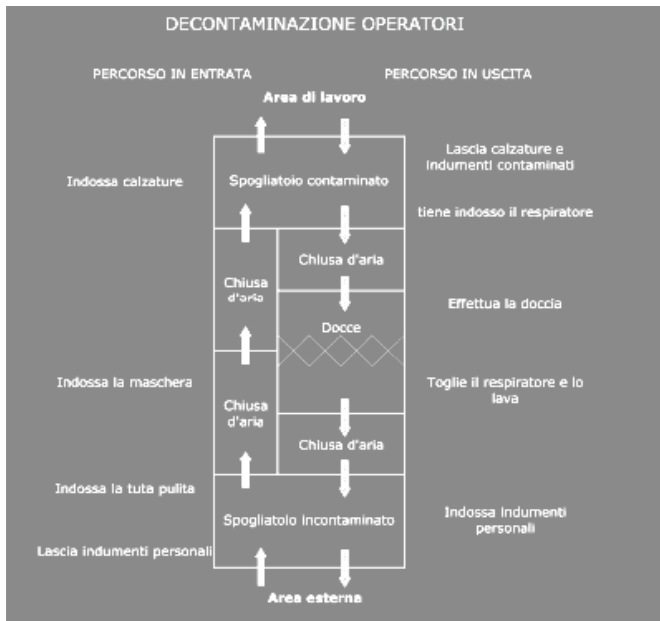 DECONTAMINAZIONE OPERATORI
PERCORSO IN ENTRATA
PERCORSO IN USCITA
Area di lavoro
Lascia calzature e
indumenti contaminati
Indossa calzature
Spogliatoio contaminato
tiene indosso il respiratore
Chiusa d'aria
Chiusa
d'aria
Effettua la doccia
Docce
Indossa la maschera
Toglie il respiratore e lo
lava
Chiusa
d'aria
Chiusa d'aria
Indossa la tuta pulita
Spogliatoio incontaminato
Indossa indumenti
personali
Lascia indumenti personali
Area esterna